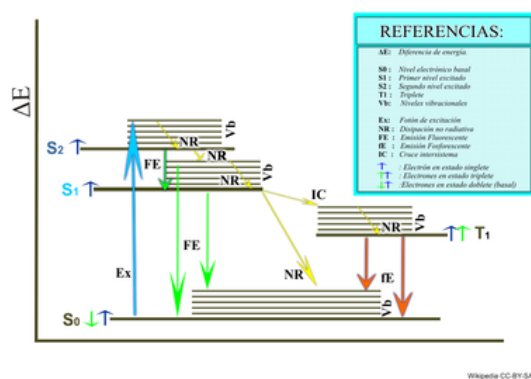 REFERENCIAS:
ΔE: Diferencia de energía.
S0 : Nivel electrónico basal
S1 : Primer nivel excitado
S2 : Segundo nivel excitado
T1 : Triplete
Vb: Niveles vibracionales
Ex: Fotón de excitación
NR : Disipación no radiativa
FE : Emisión Fluorescente
fE : Emisión Fosforescente
IC : Cruce intersistema
: Electrón en estado singlete
: Electrones en estado triplete
: Electrones en estado doblete (basal)
ΔE
S2
S1
S0
T1
Ex
FE
FE
NR
NR
NR
NR
NR
IC
fE
Vb
Vb
Vb
Vb
Wikipedia CC-BY-SA